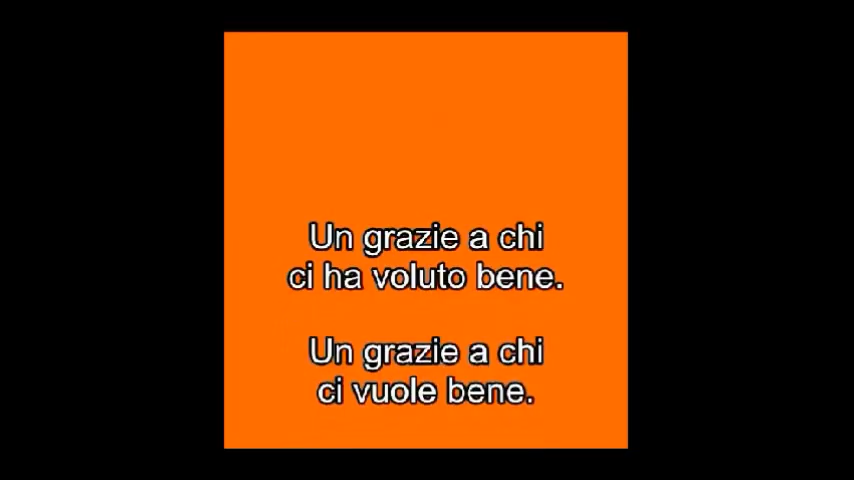 Un grazie a chi
ci ha voluto bene.
Un grazie a chi
ci vuole bene.